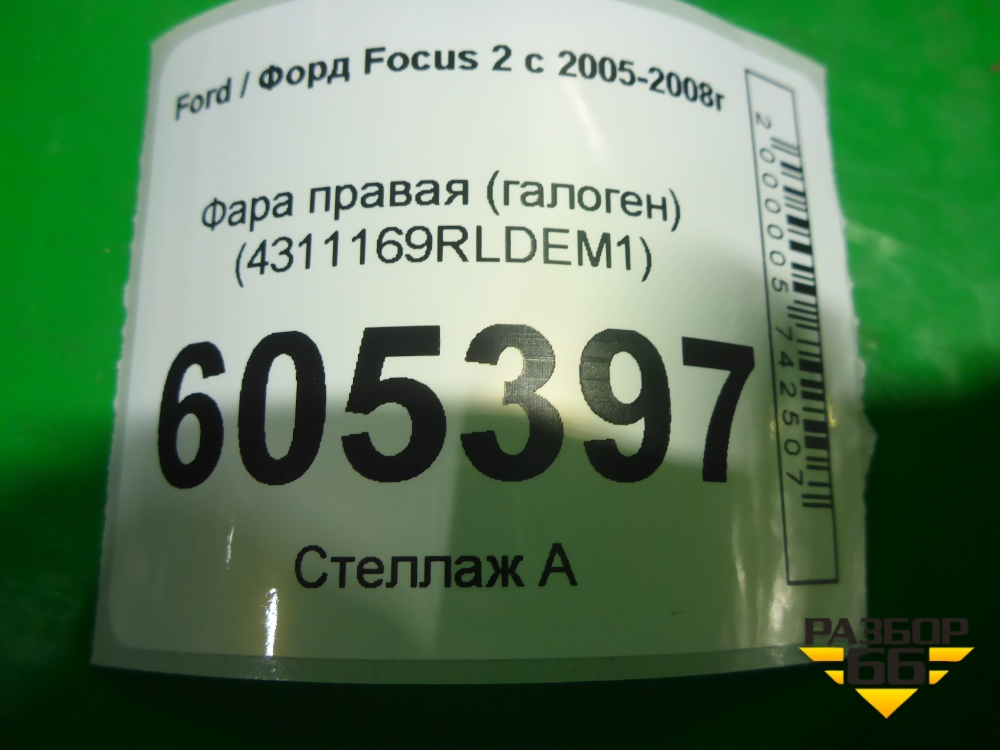 Ford / Форд Focus 2 с 2005-2008г
Фара правая (галоген)
(4311169RLDEM1)
605397
Стеллаж А
2000005742507
РАЗБОР
66